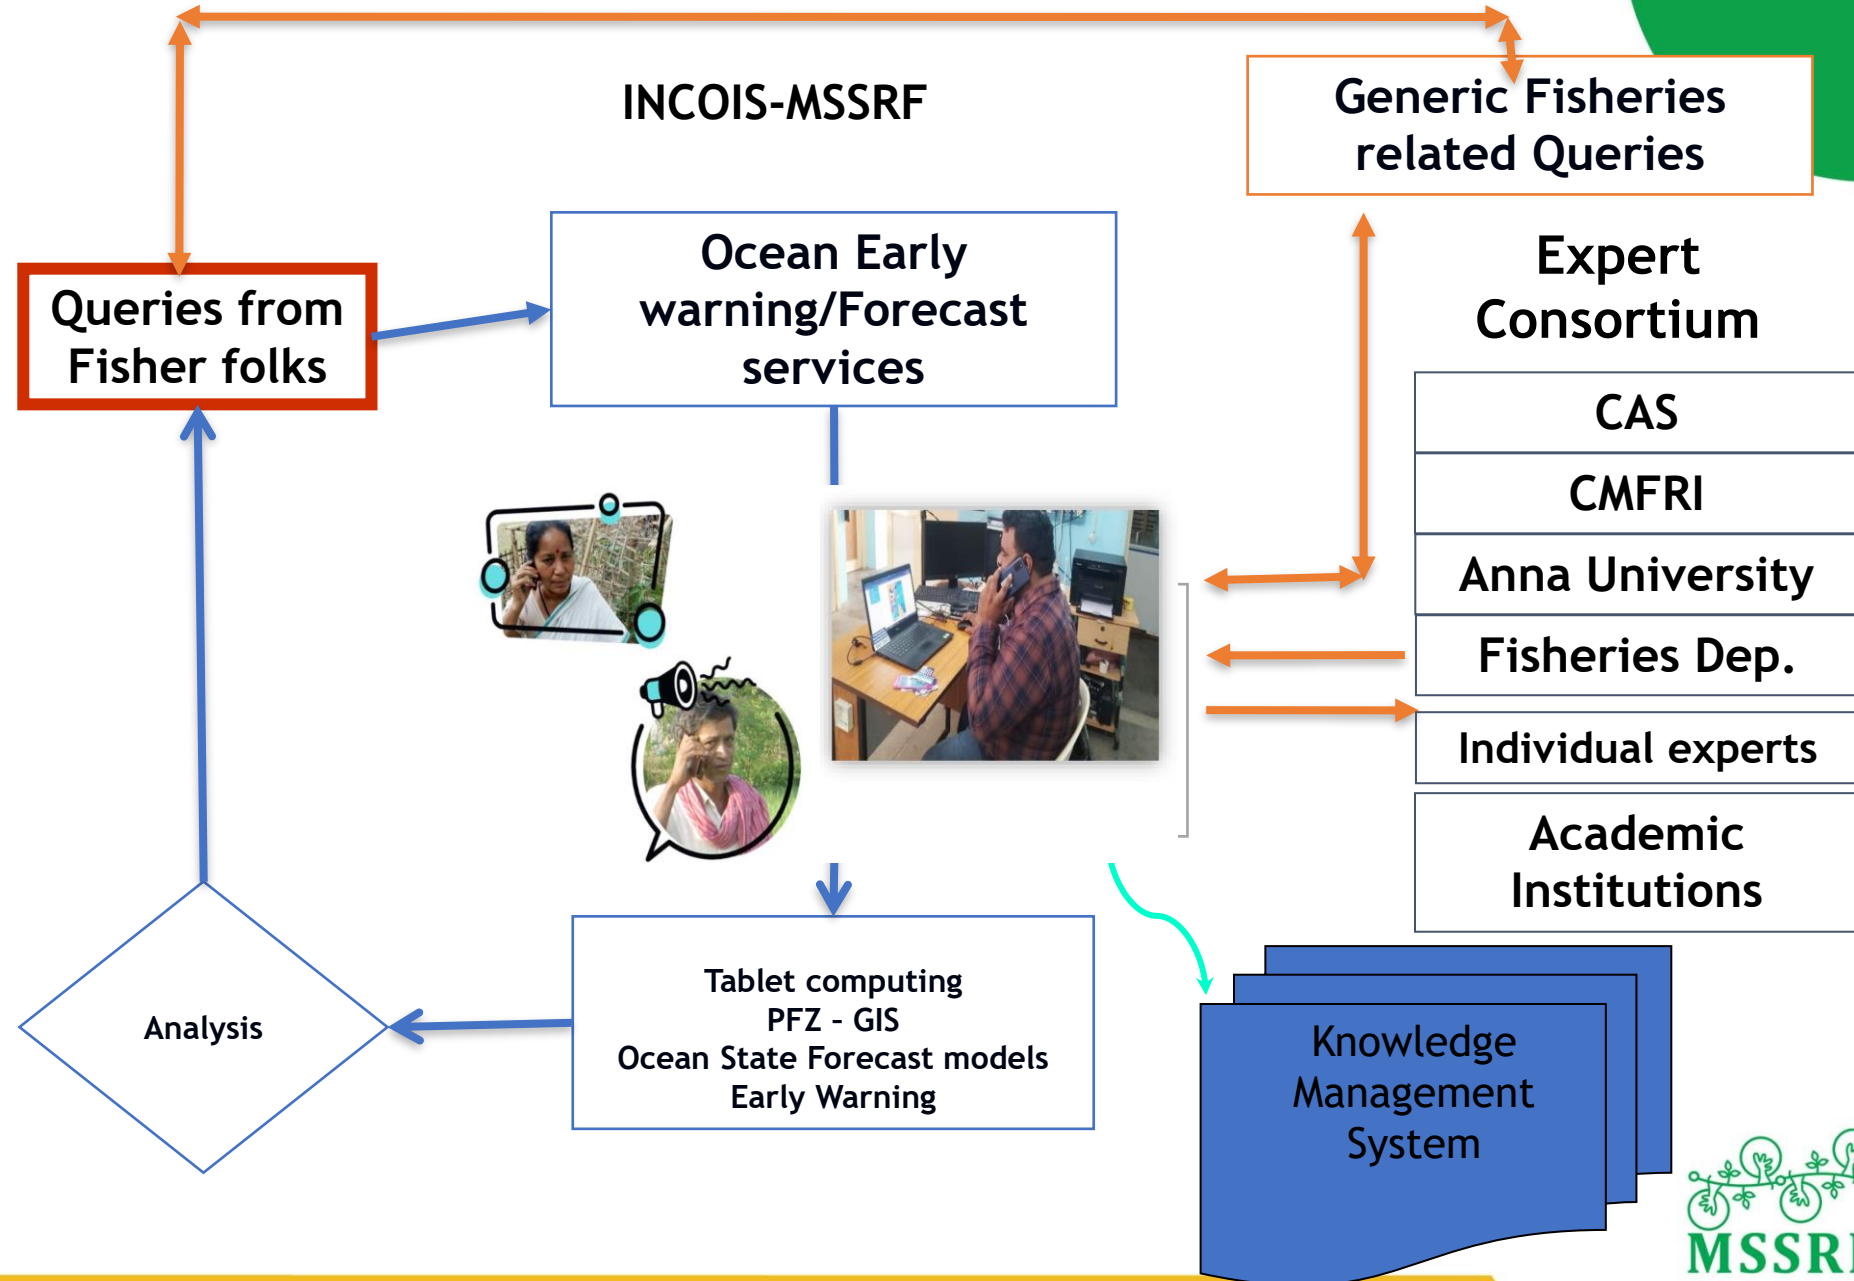 INCOIS-MSSRF
Generic Fisheries
related Queries
Queries from
Fisher folks
Ocean Early
warning/Forecast
services
Expert
Consortium
CAS
CMFRI
Anna University
Fisheries Dep.
Individual experts
Academic
Institutions
Tablet computing
PFZ – GIS
Ocean State Forecast models
Early Warning
Analysis
Knowledge
Management
System
MSSRF